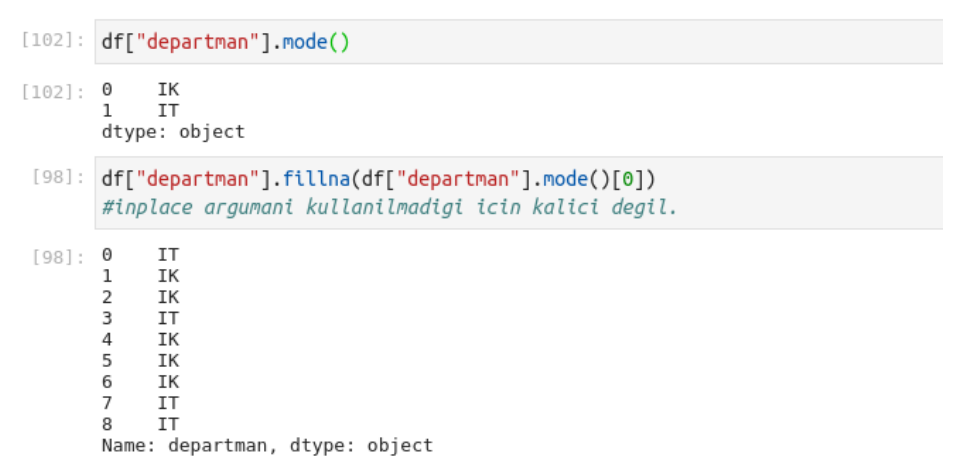 [102]: df["departman"].mode()
[102]: 0 IK
1 IT
dtype: object
[98]: df["departman"].fillna(df["departman"].mode()[0])
#inplace argumani kullanilmadigi icin kalici degil.
[98]: 0 IT
1 IK
2 IK
3 IT
4 IK
5 IK
6 IK
7 IT
8 IT
Name: departman, dtype: object